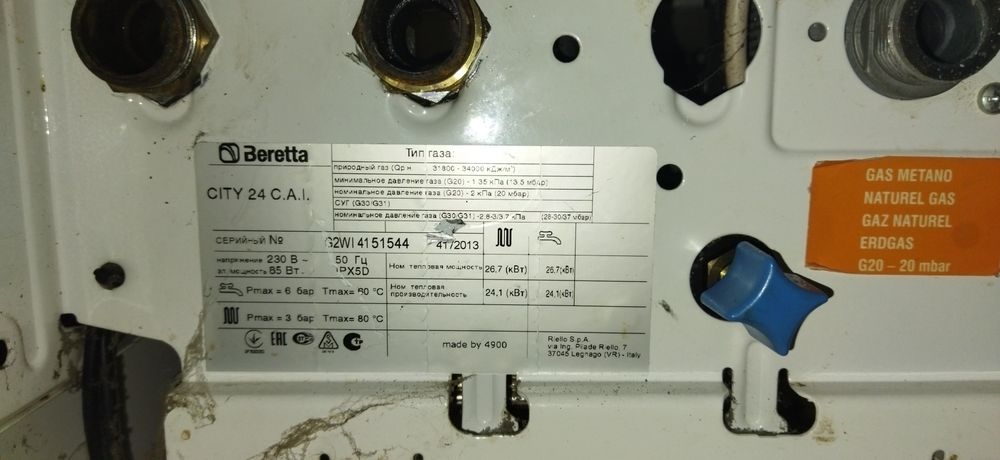 Beretta
CITY 24 C.A.I.
Тип газа:
природный газ (Qр н 31800 - 34000 кДж/м³)
минимальное давление газа (G20) - 1.35 кПа (13.5 мбар)
номинальное давление газа (G20) - 2 кПа (20 мбар)
СУГ (G30/G31)
номинальное давление газа (G30/G31) -2,8-3/3,7 кПа (28-30/37 мбар)
СЕРИЙНЫЙ № G2WI 4151544 41/2013
напряжение 230 В ~ 50 Гц
эл. мощность 85 Вт. IPX5D
Ном тепловая мощность 26,7 (кВт) 26,7(кВт)
Pmax = 6 бар Tmax= 60 °C
Ном. тепловая производительность 24,1 (кВт) 24,1(кВт)
Pmax = 3 бар Tmax= 80 °C
EAC
made by 4900
Riello S.p.A.
via Ing. Pilade Riello, 7
37045 Legnago (VR) - Italy
GAS METANO
NATUREL GAS
GAZ NATUREL
ERDGAS
G20 - 20 mbar